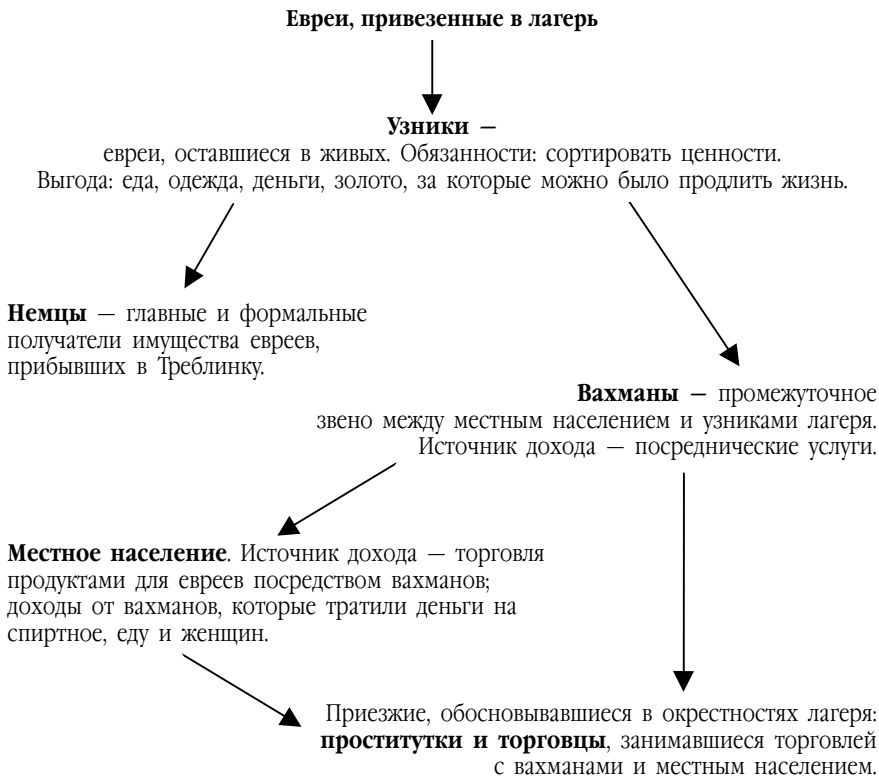 Евреи, привезенные в лагерь
Узники —
евреи, оставшиеся в живых. Обязанности: сортировать ценности.
Выгода: еда, одежда, деньги, золото, за которые можно было продлить жизнь.
Немцы — главные и формальные
получатели имущества евреев,
прибывших в Треблинку.
Вахманы — промежуточное
звено между местным населением и узниками лагеря.
Источник дохода — посреднические услуги.
Местное население. Источник дохода — торговля
продуктами для евреев посредством вахманов;
доходы от вахманов, которые тратили деньги на
спиртное, еду и женщин.
Приезжие, обосновывавшиеся в окрестностях лагеря:
проститутки и торговцы, занимавшиеся торговлей
с вахманами и местным населением.